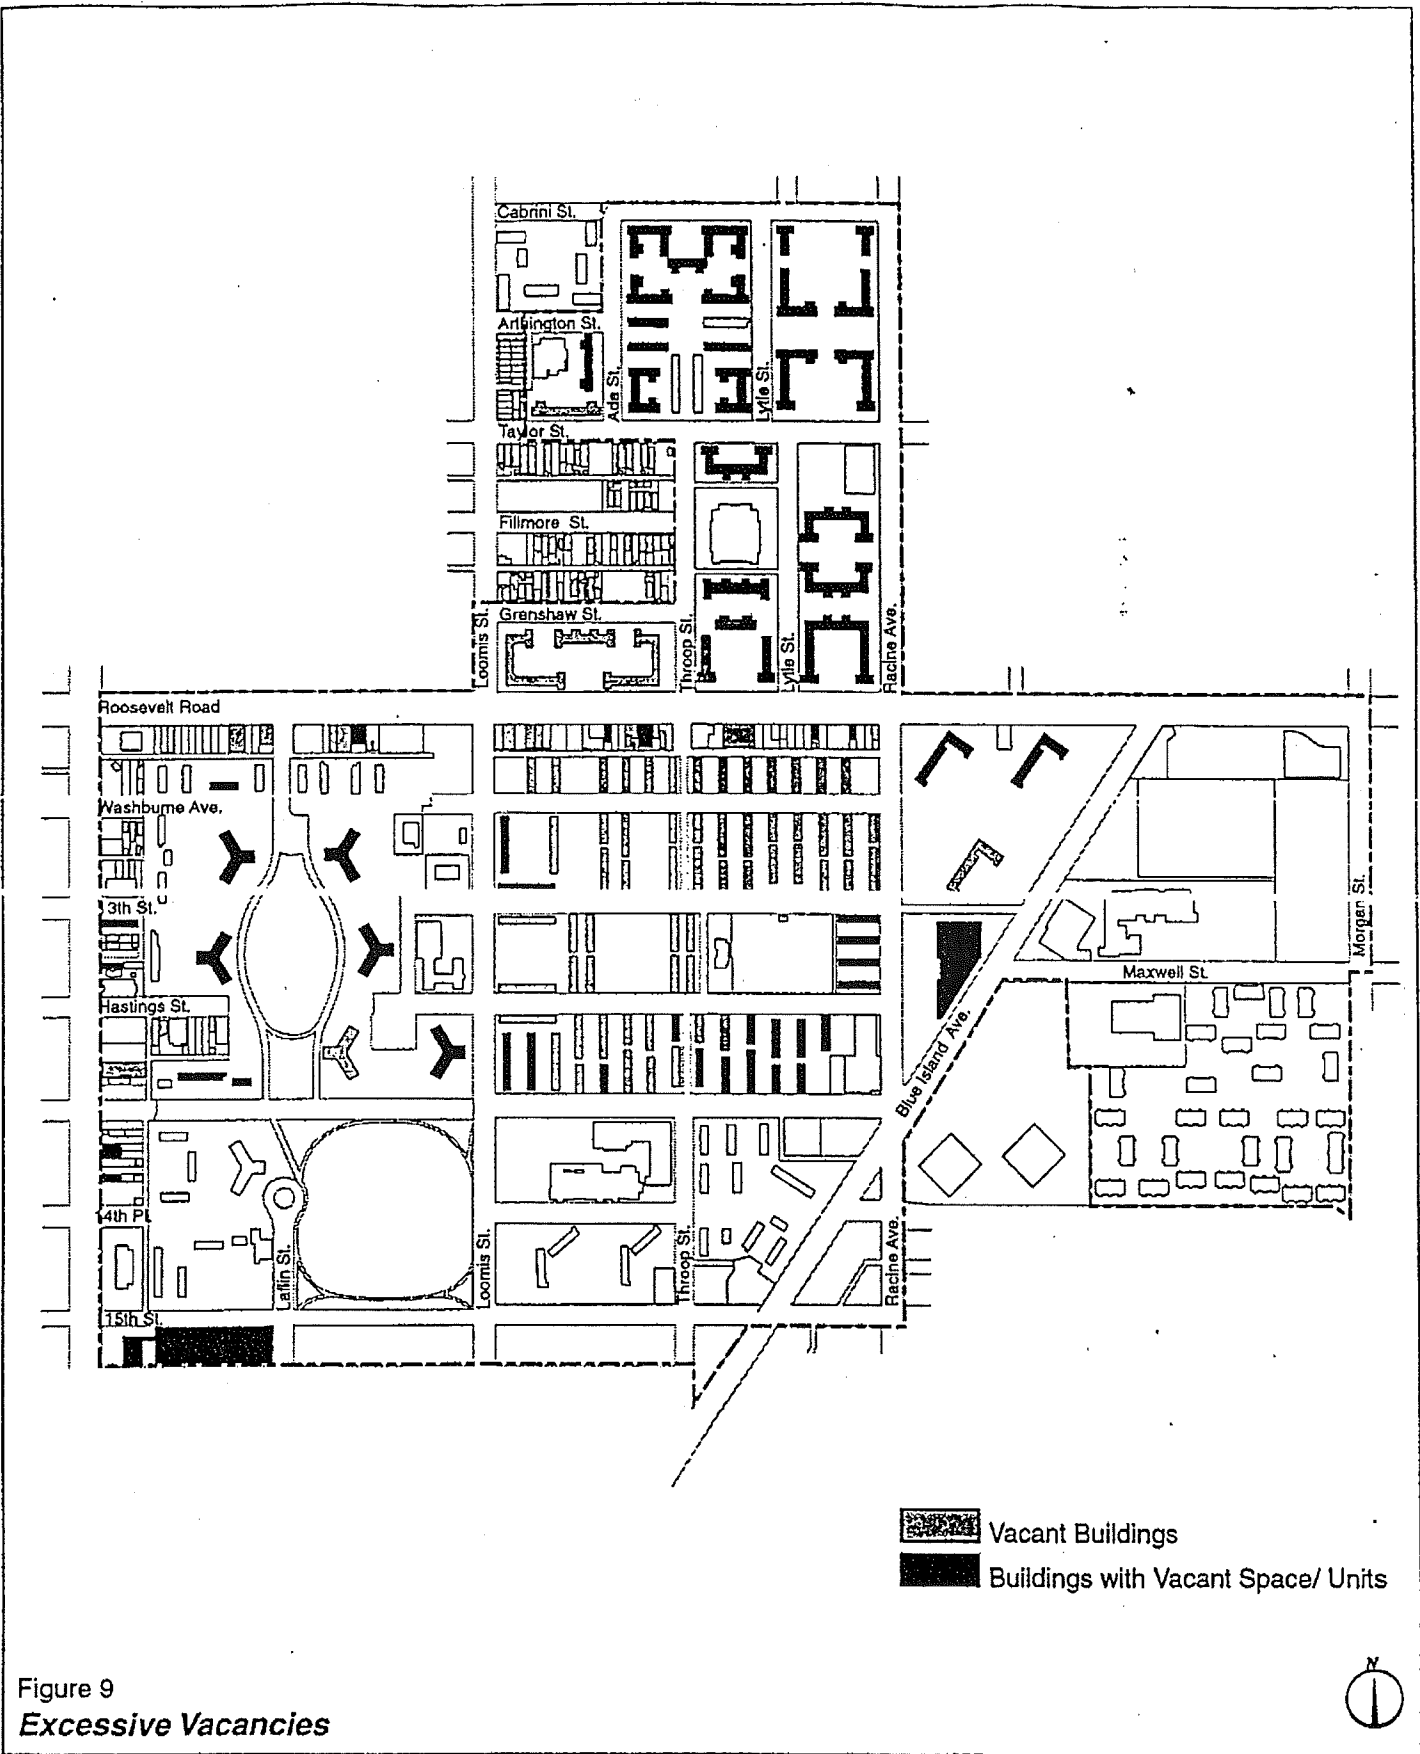 Cabrini St.
Arthington St.
Ada St.
Lytle St.
Taylor St.
Fillmore St.
Grenshaw St.
Loomis St.
Throop St.
Lytle St.
Racine Ave.
Roosevelt Road
Washburne Ave.
3th St.
Morgan St.
Maxwell St.
Hastings St.
Blue Island Ave.
14th Pl.
Laflin St.
Loomis St.
Throop St.
Racine Ave.
15th St.
Vacant Buildings
Buildings with Vacant Space/ Units
Figure 9
Excessive Vacancies
N